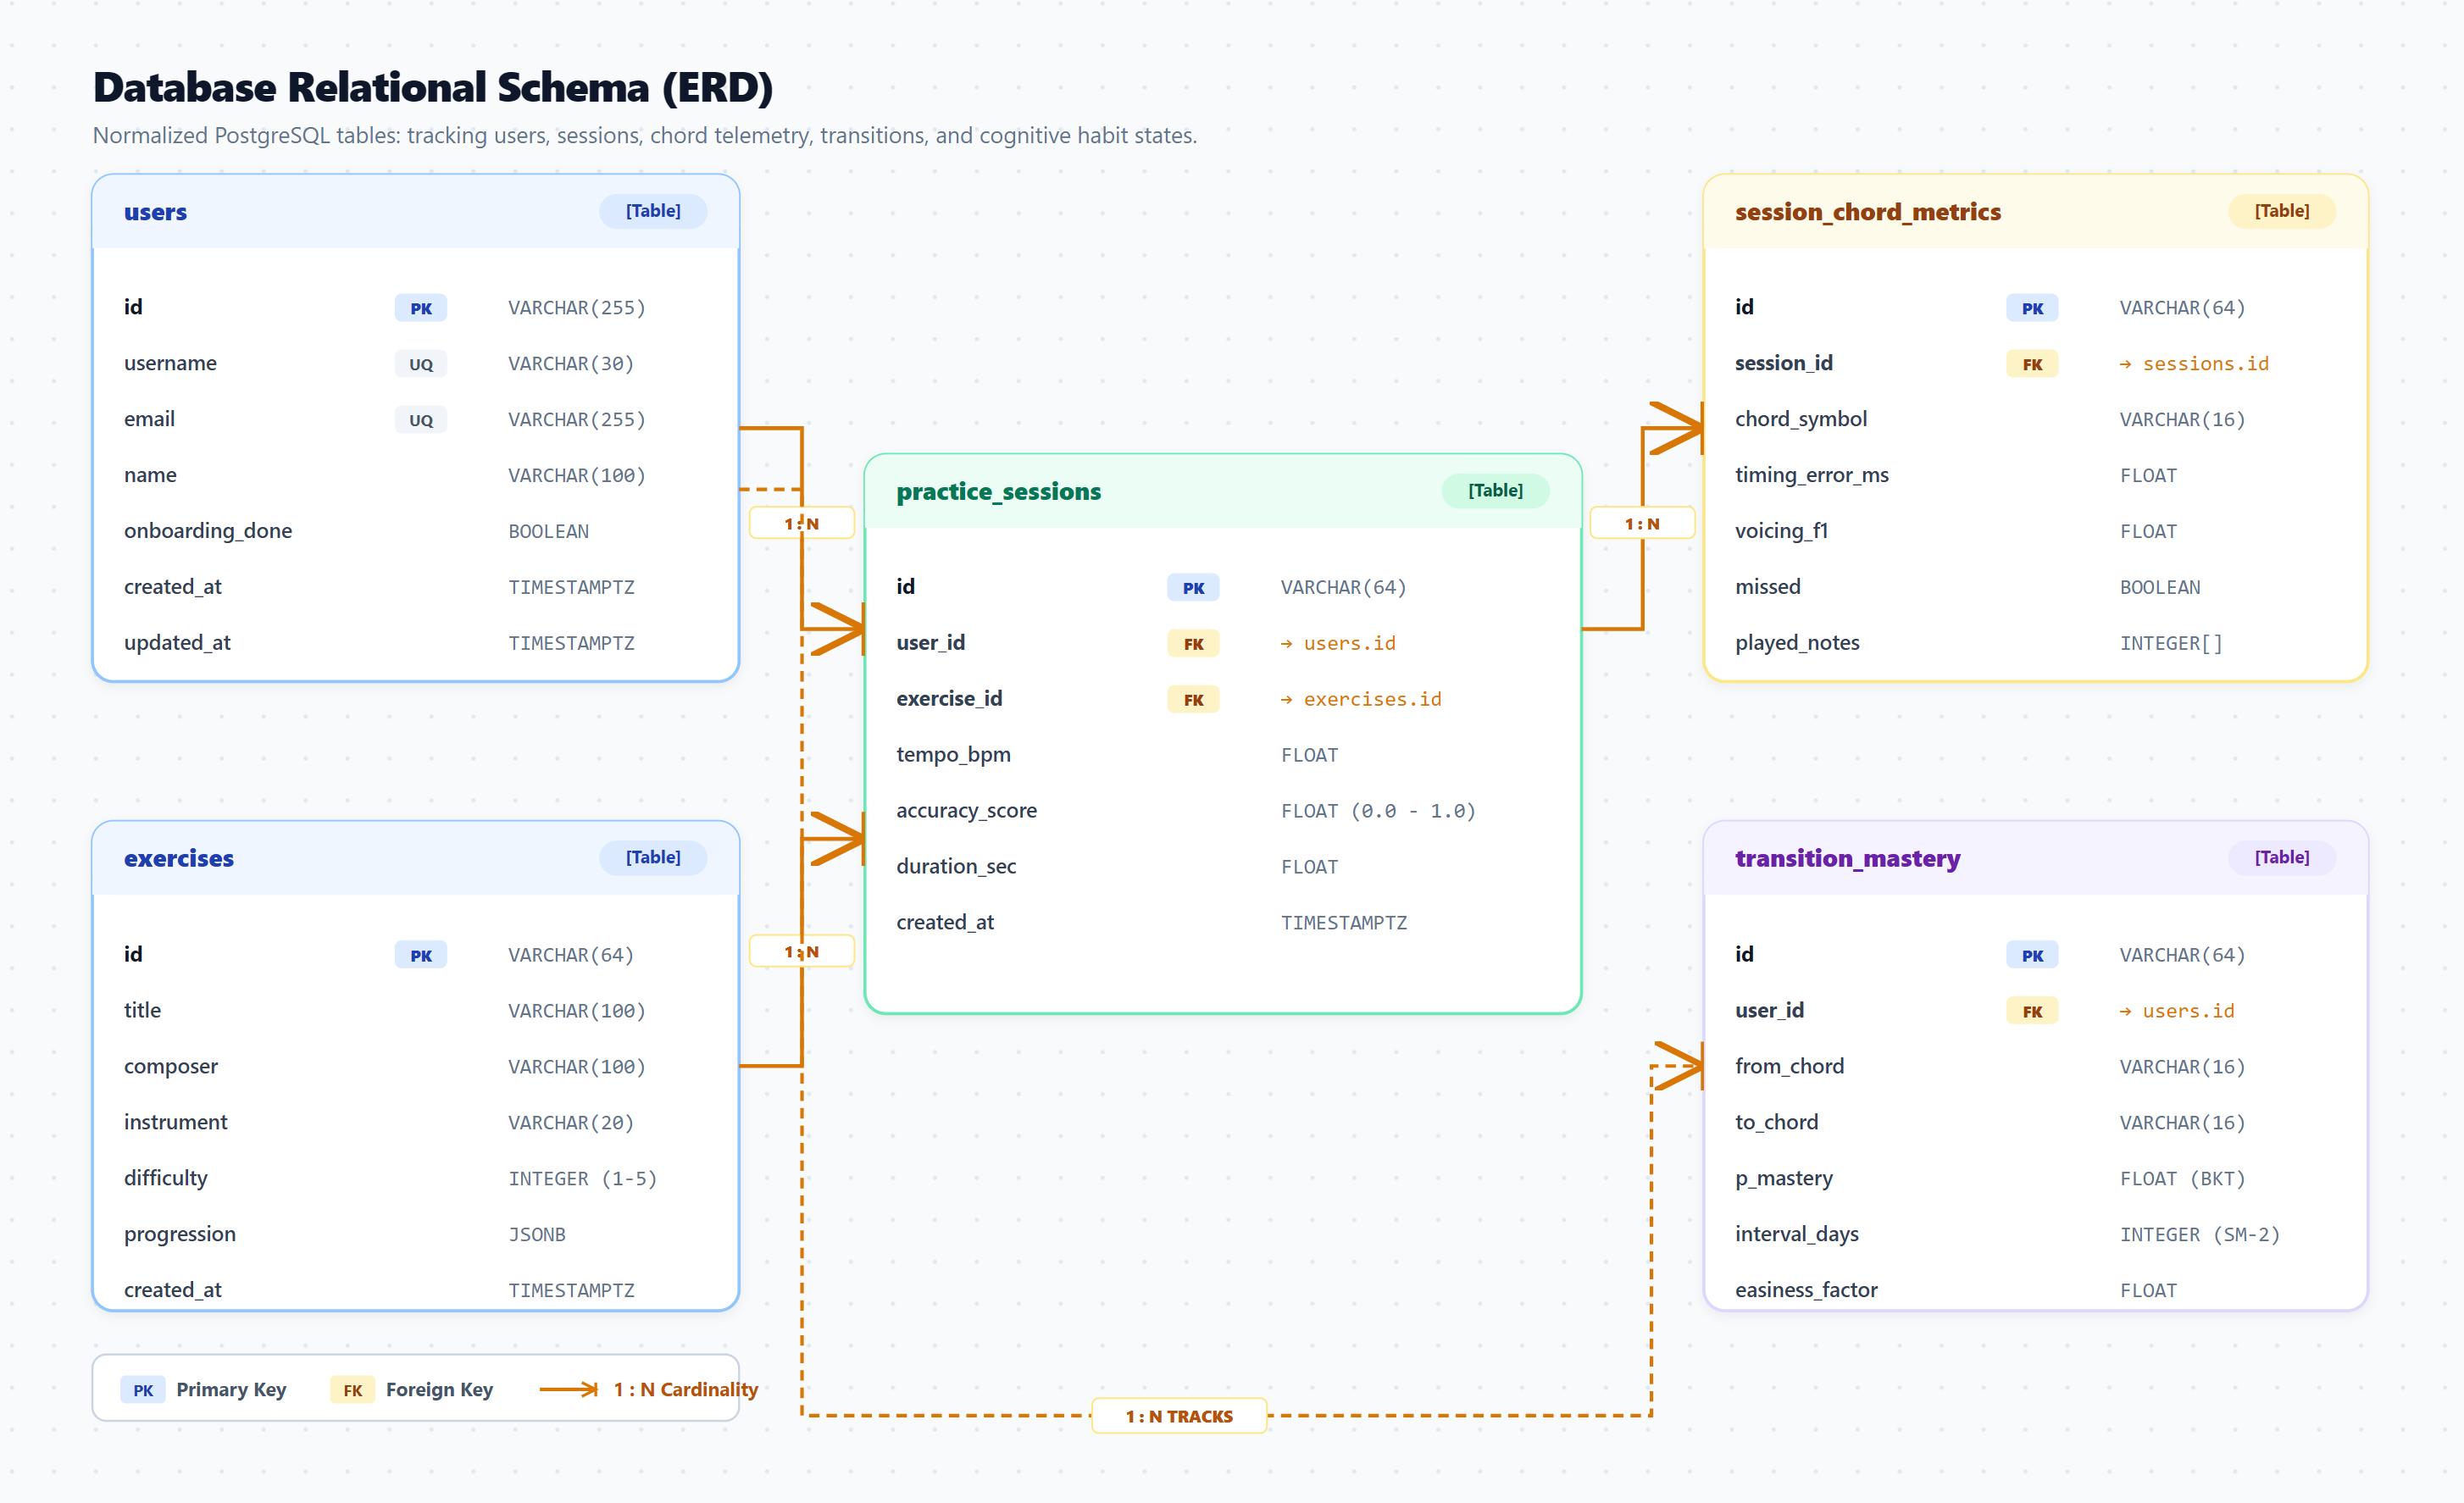 Database Relational Schema (ERD)
Normalized PostgreSQL tables: tracking users, sessions, chord telemetry, transitions, and cognitive habit states.
users [Table]
id PK VARCHAR(255)
username UQ VARCHAR(30)
email UQ VARCHAR(255)
name VARCHAR(100)
onboarding_done BOOLEAN
created_at TIMESTAMPTZ
updated_at TIMESTAMPTZ
exercises [Table]
id PK VARCHAR(64)
title VARCHAR(100)
composer VARCHAR(100)
instrument VARCHAR(20)
difficulty INTEGER (1-5)
progression JSONB
created_at TIMESTAMPTZ
1:N
1:N
practice_sessions [Table]
id PK VARCHAR(64)
user_id FK → users.id
exercise_id FK → exercises.id
tempo_bpm FLOAT
accuracy_score FLOAT (0.0 - 1.0)
duration_sec FLOAT
created_at TIMESTAMPTZ
1:N
session_chord_metrics [Table]
id PK VARCHAR(64)
session_id FK → sessions.id
chord_symbol VARCHAR(16)
timing_error_ms FLOAT
voicing_f1 FLOAT
missed BOOLEAN
played_notes INTEGER[]
transition_mastery [Table]
id PK VARCHAR(64)
user_id FK → users.id
from_chord VARCHAR(16)
to_chord VARCHAR(16)
p_mastery FLOAT (BKT)
interval_days INTEGER (SM-2)
easiness_factor FLOAT
PK Primary Key FK Foreign Key 1 : N Cardinality
1 : N TRACKS